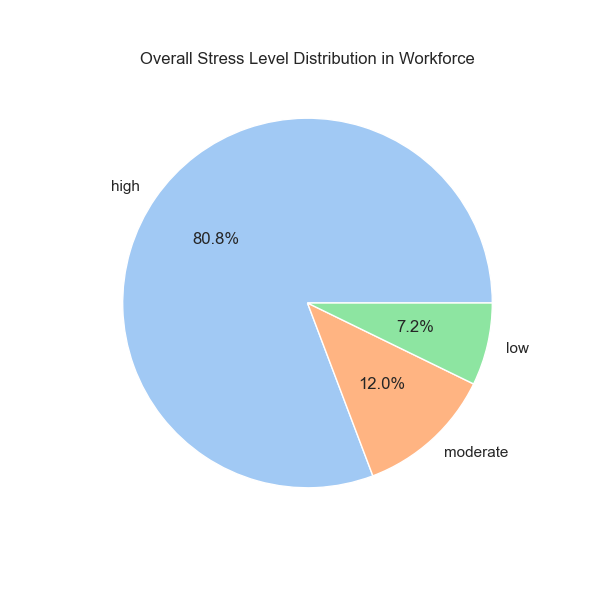 Overall Stress Level Distribution in Workforce
high
80.8%
7.2%
low
12.0%
moderate